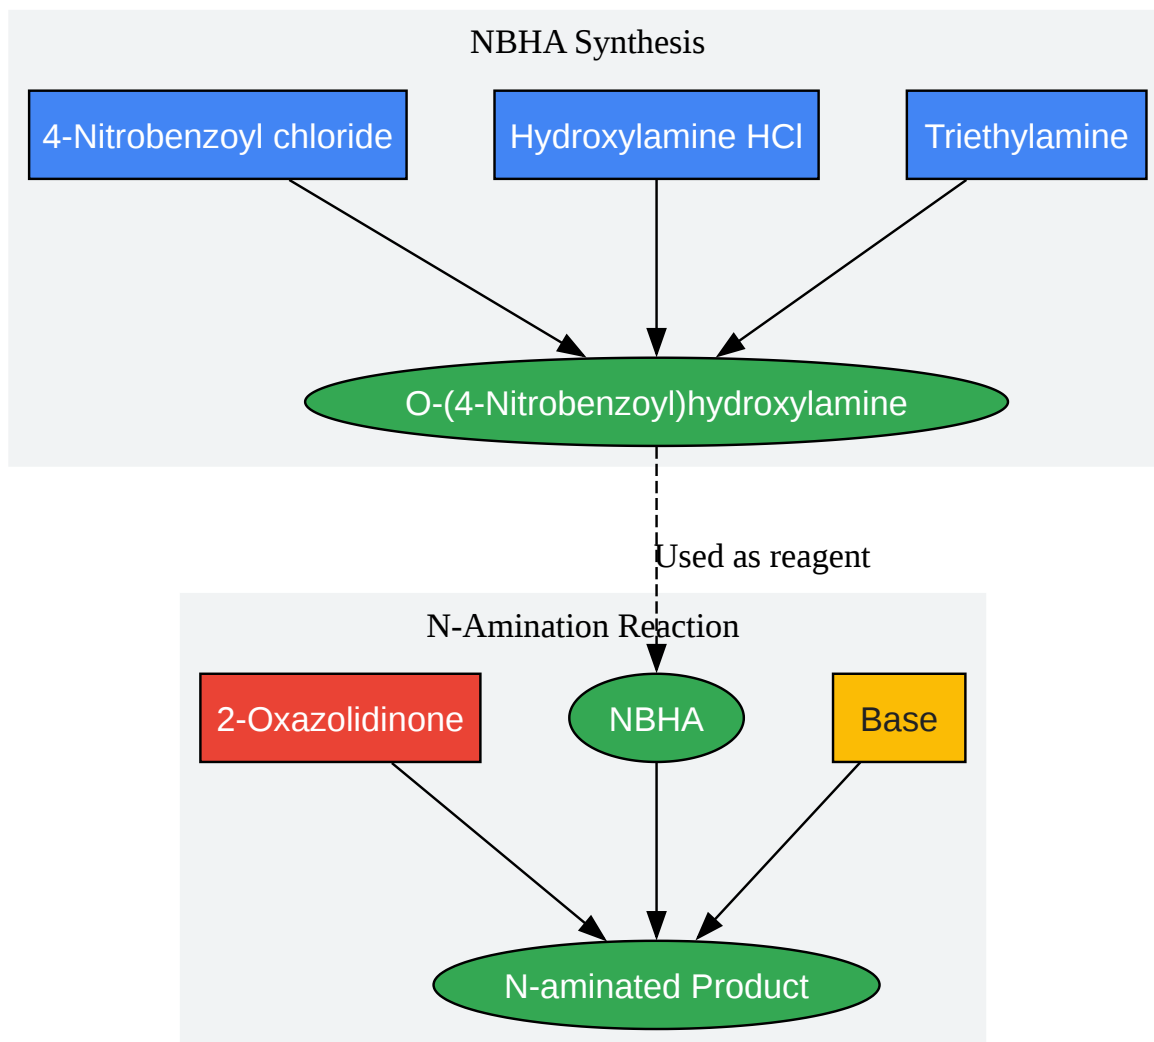 NBHA Synthesis
4-Nitrobenzoyl chloride
Hydroxylamine HCl
Triethylamine
O-(4-Nitrobenzoyl)hydroxylamine
Used as reagent
N-Amination Reaction
2-Oxazolidinone
NBHA
Base
N-aminated Product